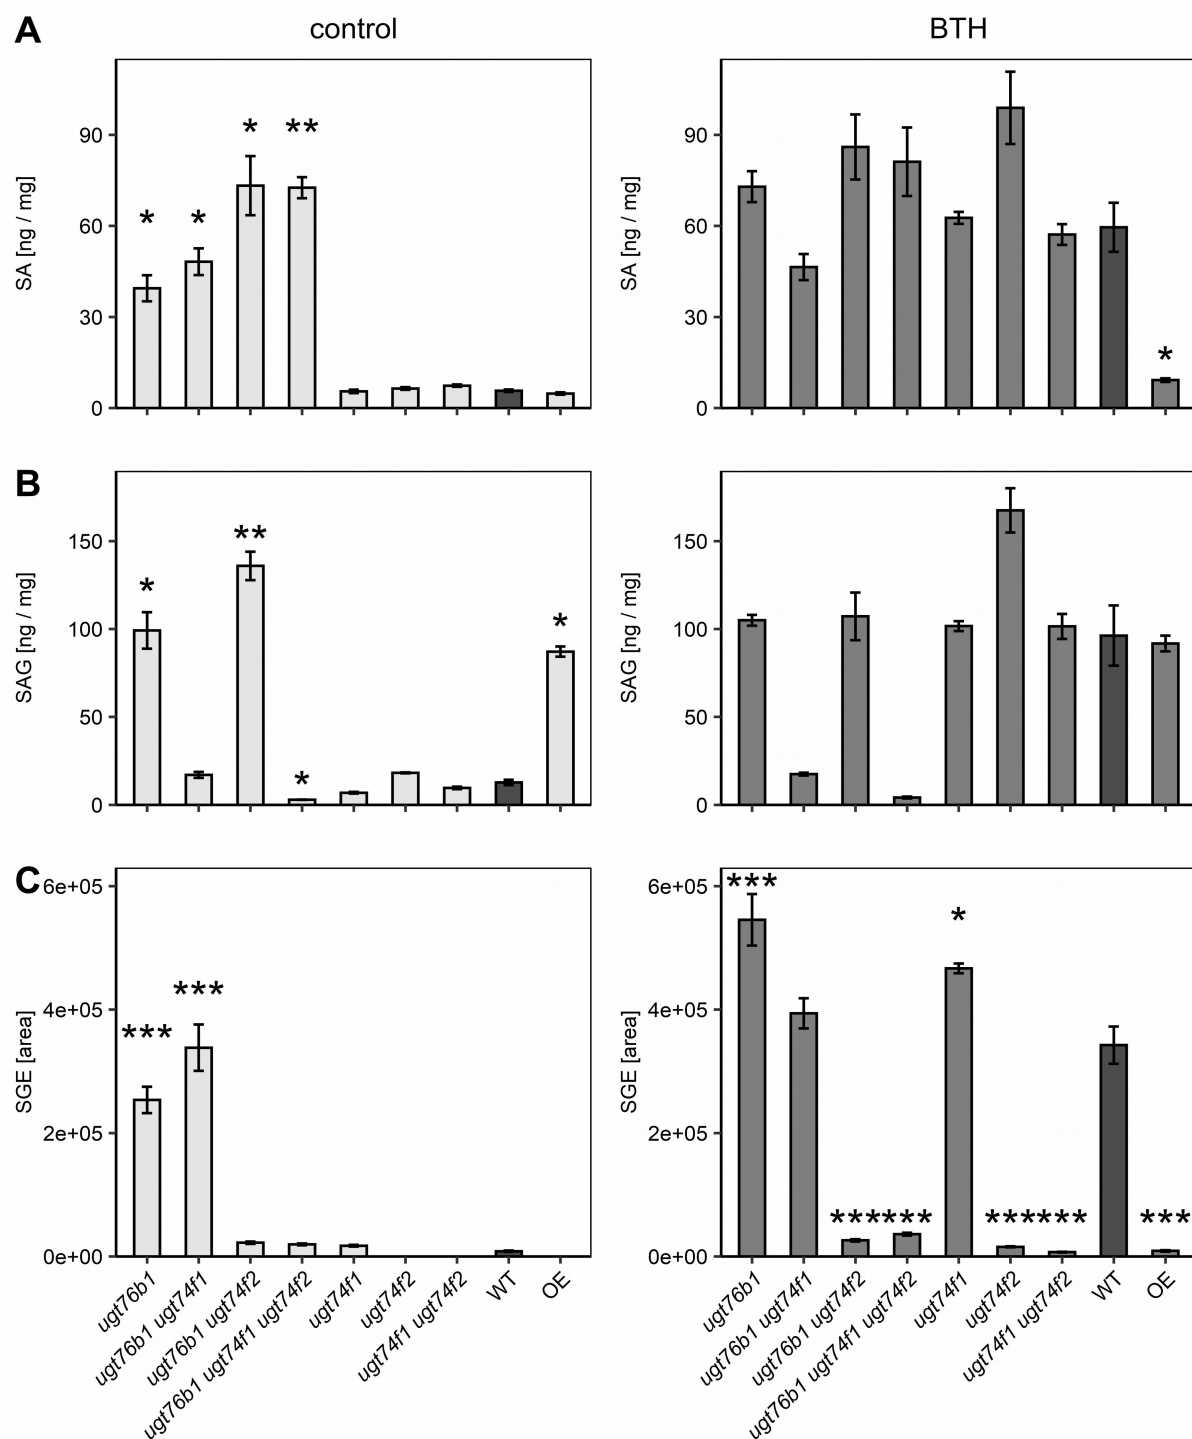 A
control
BTH
SA [ng / mg]
90
60
30
0
* * * **
SA [ng / mg]
90
60
30
0
*
B
SAG [ng / mg]
150
100
50
0
* ** * *
SAG [ng / mg]
150
100
50
0
C
SGE [area]
6e+05
4e+05
2e+05
0e+00
*** ***
ugt76b1
ugt76b1 ugt74f1
ugt76b1 ugt74f2
ugt76b1 ugt74f1 ugt74f2
ugt74f1
ugt74f2
ugt74f1 ugt74f2
WT
OE
SGE [area]
6e+05
4e+05
2e+05
0e+00
*** *** *** * *** *** ***
ugt76b1
ugt76b1 ugt74f1
ugt76b1 ugt74f2
ugt76b1 ugt74f1 ugt74f2
ugt74f1
ugt74f2
ugt74f1 ugt74f2
WT
OE